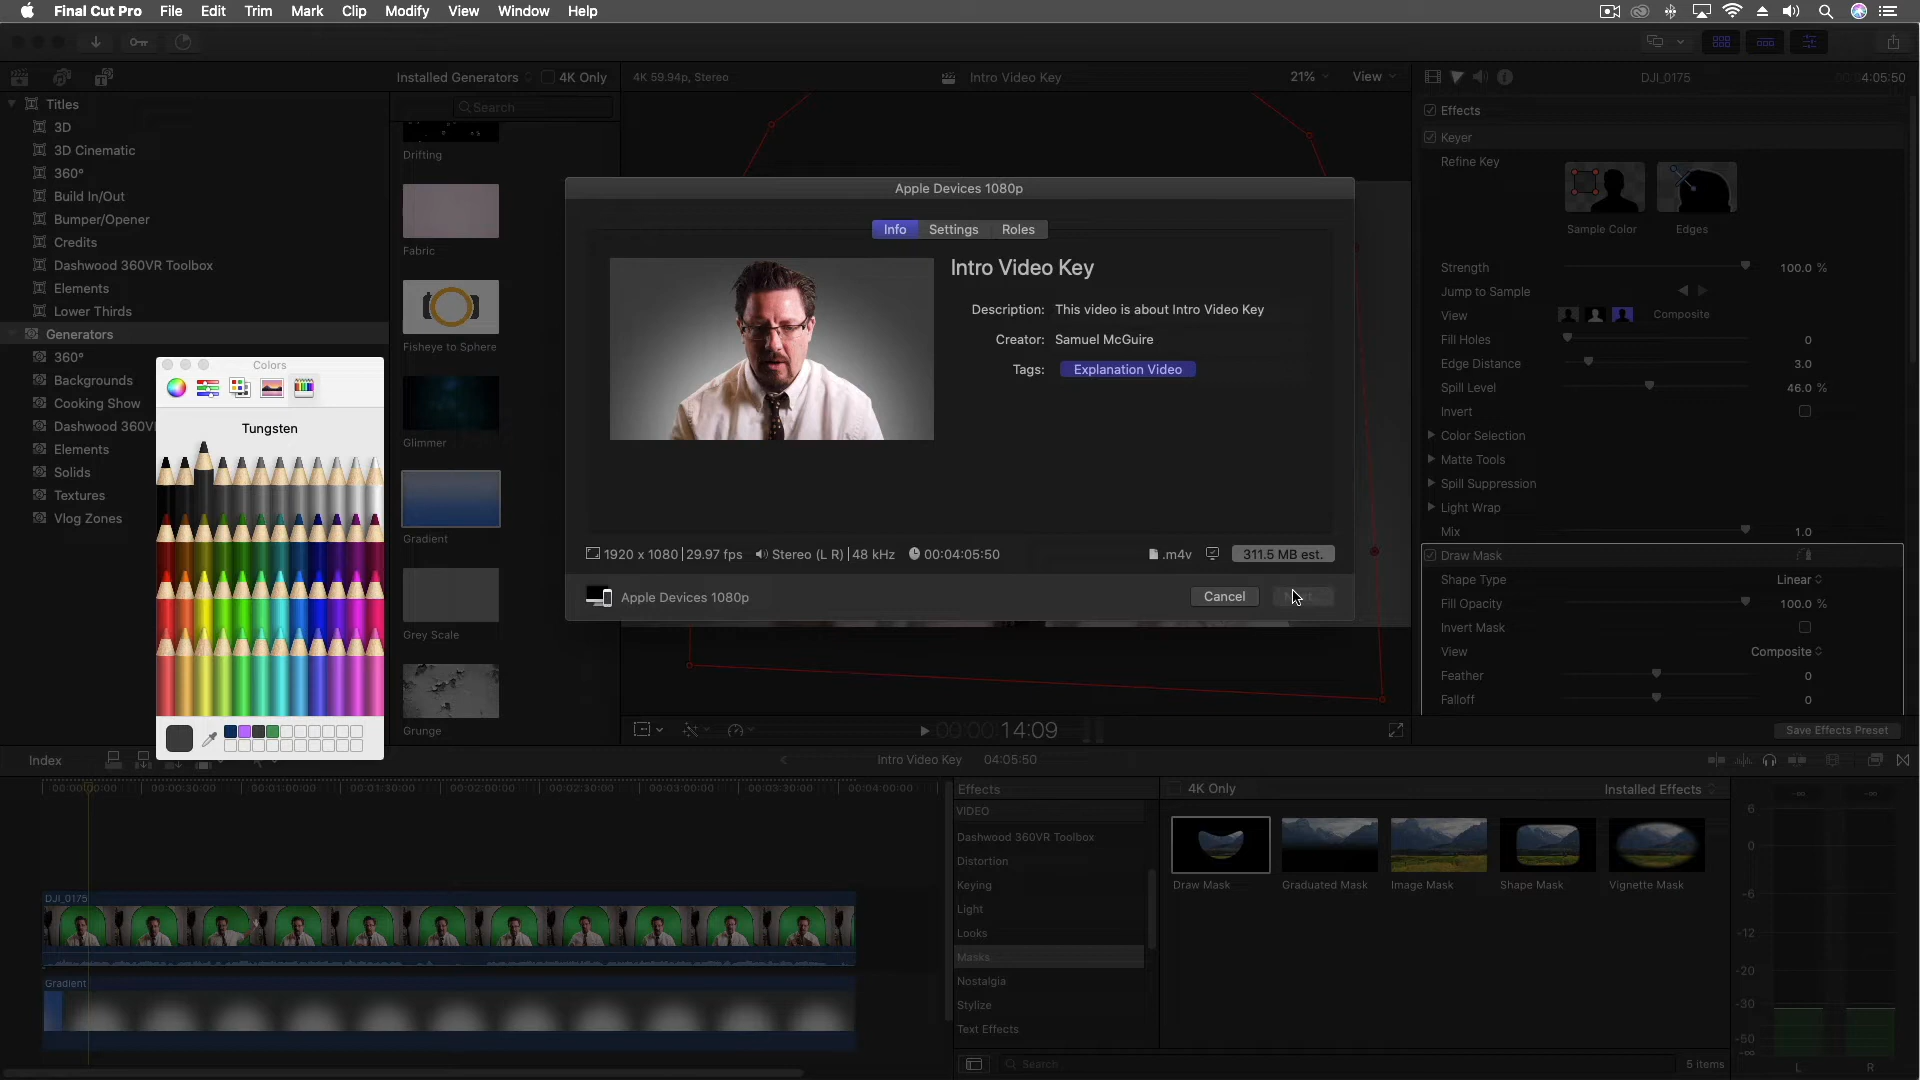 Final Cut Pro File Edit Trim Mark Clip Modify View Window Help
Installed Generators 4K Only
4K 59.94p, Stereo
Intro Video Key
21% View
DJI_0175
4:05:50
Titles
3D
3D Cinematic
360°
Build In/Out
Bumper/Opener
Credits
Dashwood 360VR Toolbox
Elements
Lower Thirds
Generators
360°
Backgrounds
Cooking Show
Dashwood 360V
Elements
Solids
Textures
Vlog Zones
Search
Drifting
Fabric
Fisheye to Sphere
Glimmer
Gradient
Grey Scale
Grunge
Colors
Tungsten
Apple Devices 1080p
Info Settings Roles
Intro Video Key
Description: This video is about Intro Video Key
Creator: Samuel McGuire
Tags: Explanation Video
1920 x 1080 | 29.97 fps Stereo (L R) | 48 kHz 00:04:05:50
.m4v 311.5 MB est.
Apple Devices 1080p
Cancel
Effects
Keyer
Refine Key
Sample Color Edges
Strength 100.0 %
Jump to Sample
View Composite
Fill Holes
Edge Distance 3.0
Spill Level 46.0 %
Invert
Color Selection
Matte Tools
Spill Suppression
Light Wrap
Mix 1.0
Draw Mask
Shape Type Linear
Fill Opacity 100.0 %
Invert Mask
View Composite
Feather 0
Falloff 0
Save Effects Preset
00:00:14:09
Index
Intro Video Key 04:05:50
00:00:00:00 00:00:30:00 00:01:00:00 00:01:30:00 00:02:00:00 00:02:30:00 00:03:00:00 00:03:30:00 00:04:00:00
DJI_0175
Gradient
Effects
VIDEO
Dashwood 360VR Toolbox
Distortion
Keying
Light
Looks
Masks
Nostalgia
Stylize
Text Effects
4K Only
Installed Effects
Draw Mask
Graduated Mask
Image Mask
Shape Mask
Vignette Mask
Search
5 items
-∞ -∞
6
0
-6
-12
-20
-30
-50
-∞
L R